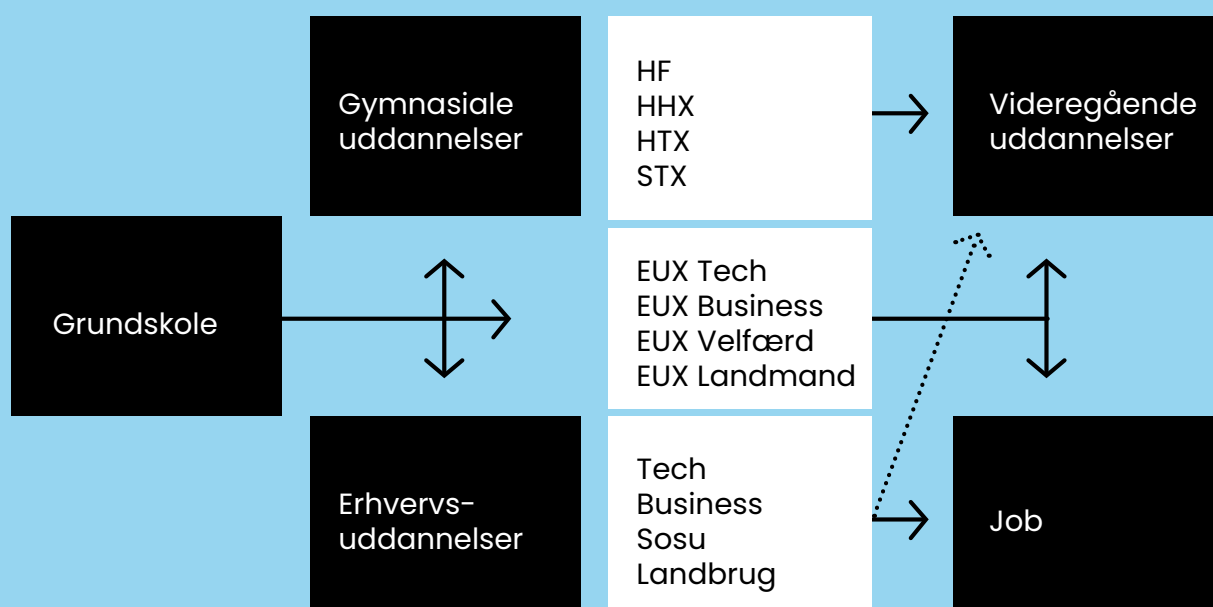 Grundskole
Gymnasiale
uddannelser
Erhvervs-
uddannelser
HF
HHX
HTX
STX
EUX Tech
EUX Business
EUX Velfærd
EUX Landmand
Tech
Business
Sosu
Landbrug
Videregående
uddannelser
Job